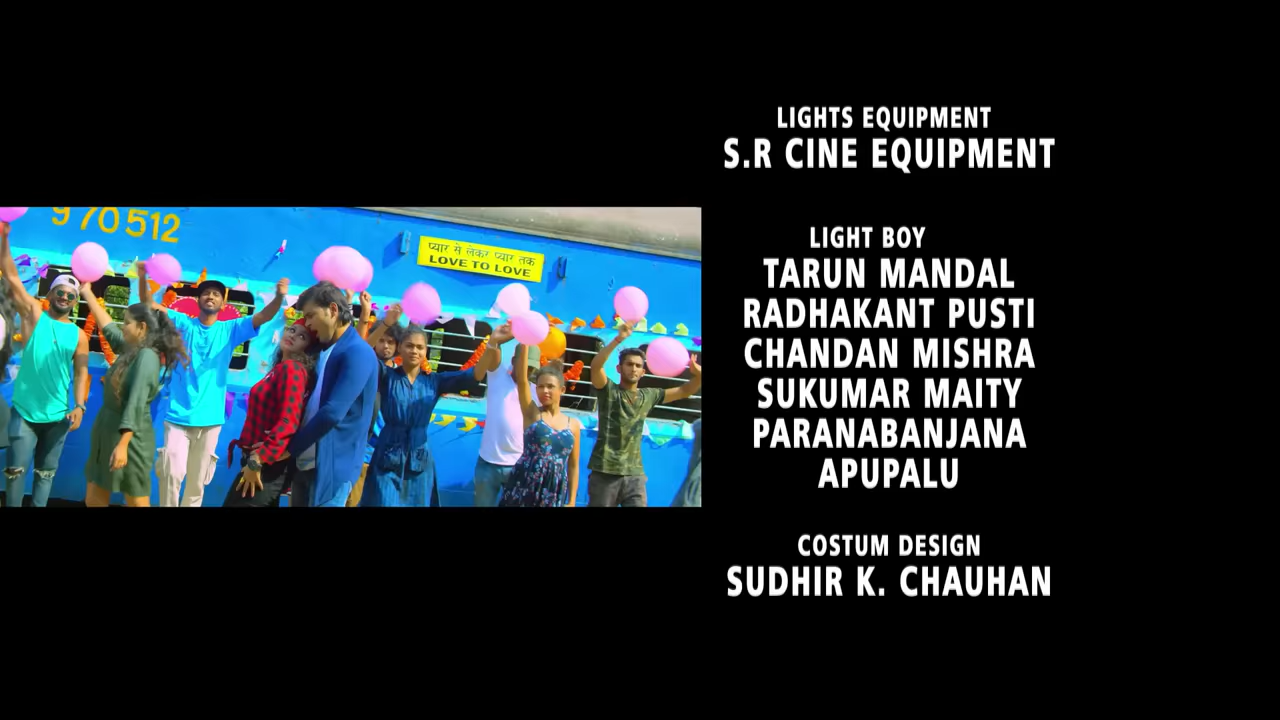 970512
प्यार से लेकर प्यार तक
LOVE TO LOVE
LIGHTS EQUIPMENT
S.R CINE EQUIPMENT
LIGHT BOY
TARUN MANDAL
RADHAKANT PUSTI
CHANDAN MISHRA
SUKUMAR MAITY
PARANABANJANA
APUPALU
COSTUM DESIGN
SUDHIR K. CHAUHAN